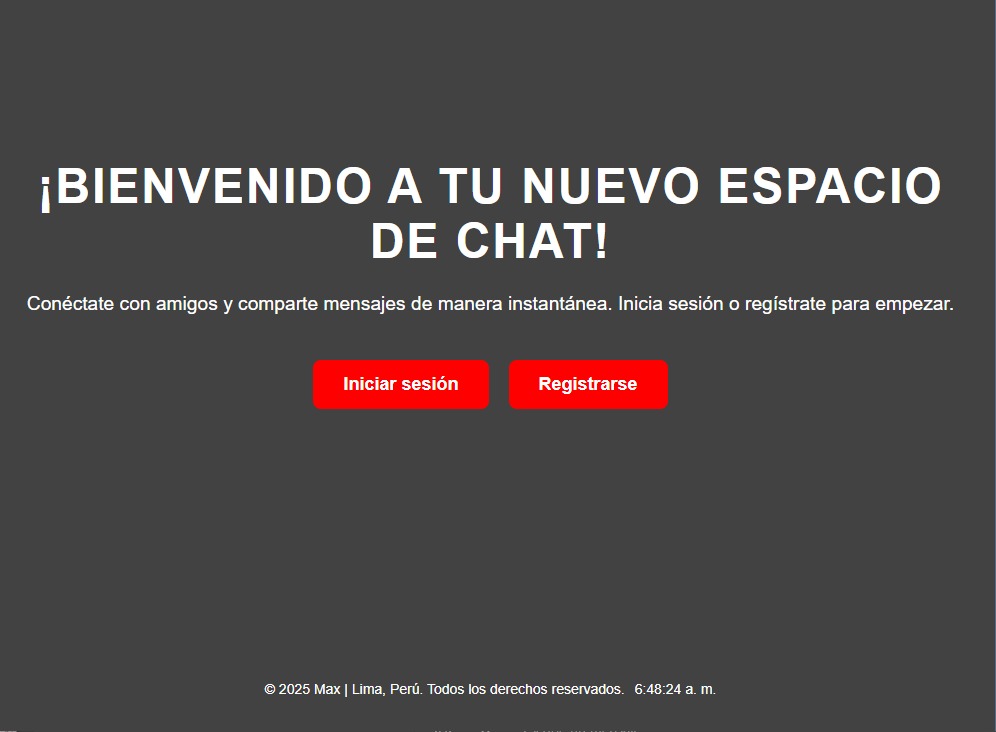 ¡BIENVENIDO A TU NUEVO ESPACIO
DE CHAT!
Conéctate con amigos y comparte mensajes de manera instantánea. Inicia sesión o regístrate para empezar.
Iniciar sesión
Registrarse
© 2025 Max | Lima, Perú. Todos los derechos reservados. 6:48:24 a. m.